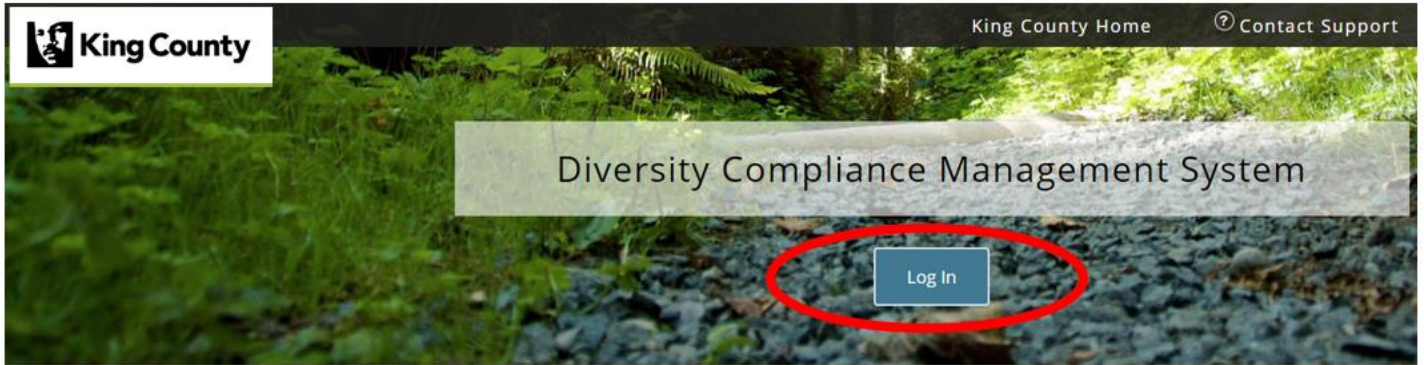 King County
King County Home
? Contact Support
Diversity Compliance Management System
Log In